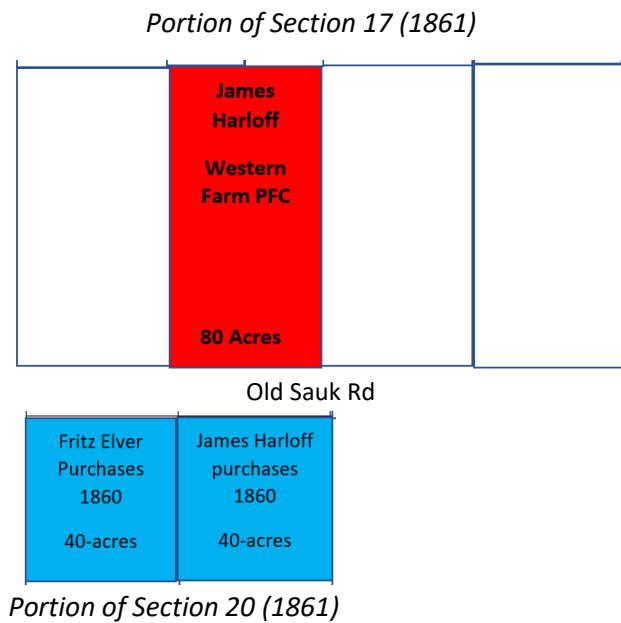 Portion of Section 17 (1861)
James
Harloff
Western
Farm PFC
80 Acres
Old Sauk Rd
Fritz Elver
Purchases
1860
40-acres
James Harloff
purchases
1860
40-acres
Portion of Section 20 (1861)